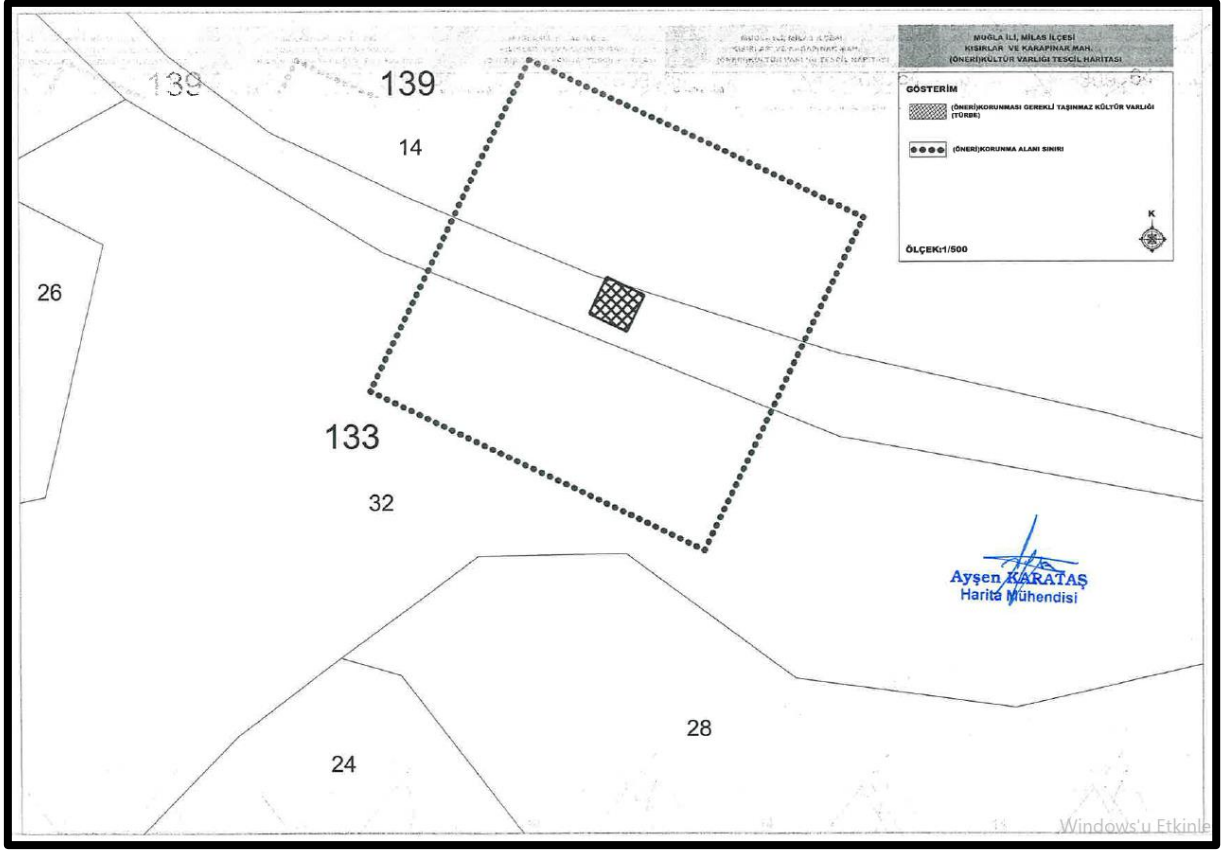 MUĞLA İLİ, MİLAS İLÇESİ
KISIRLAR VE KARAPINAR MAH.
(ÖNERİ)KÜLTÜR VARLIĞI TESCİL HARİTASI
GÖSTERİM
(ÖNERİ)KORUNMASI GEREKLİ TAŞINMAZ KÜLTÜR VARLIĞI
(TÜRBE)
(ÖNERİ)KORUNMA ALANI SINIRI
K
ÖLÇEK:1/500
139
139
14
26
133
32
Ayşen KARATAŞ
Harita Mühendisi
28
24
Windows'u Etkinle